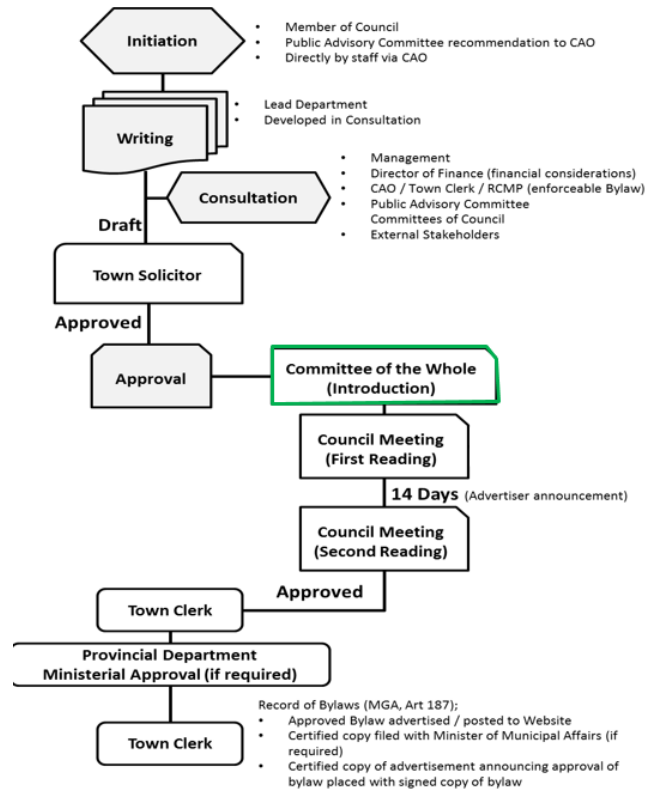 Initiation
• Member of Council
• Public Advisory Committee recommendation to CAO
• Directly by staff via CAO
Writing
• Lead Department
• Developed in Consultation
Consultation
• Management
• Director of Finance (financial considerations)
• CAO / Town Clerk / RCMP (enforceable Bylaw)
• Public Advisory Committee
Committees of Council
• External Stakeholders
Draft
Town Solicitor
Approved
Approval
Committee of the Whole
(Introduction)
Council Meeting
(First Reading)
14 Days (Advertiser announcement)
Council Meeting
(Second Reading)
Approved
Town Clerk
Provincial Department
Ministerial Approval (if required)
Town Clerk
Record of Bylaws (MGA, Art 187);
• Approved Bylaw advertised / posted to Website
• Certified copy filed with Minister of Municipal Affairs (if
required)
• Certified copy of advertisement announcing approval of
bylaw placed with signed copy of bylaw